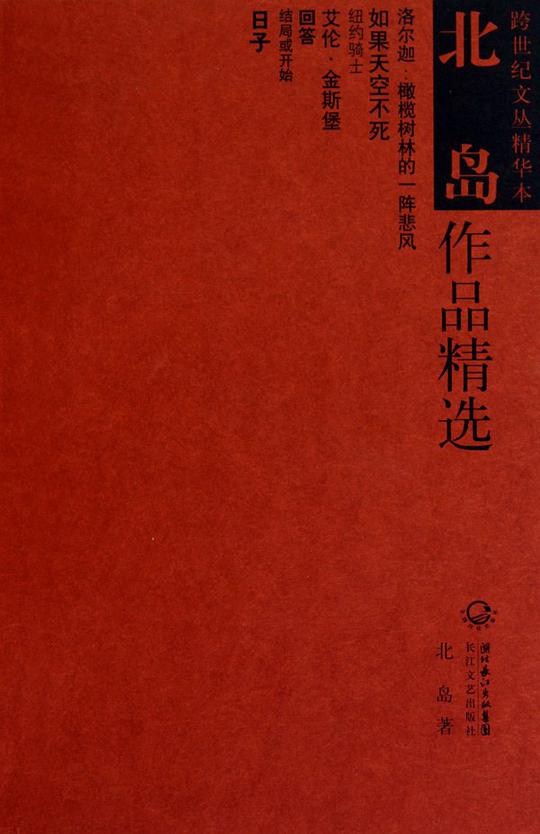 跨世纪文丛精华本
北岛作品精选
洛尔迦：橄榄树林的一阵悲风
如果天空不死
纽约骑士
艾伦·金斯堡
回答
结局或开始
日子
湖北长江出版集团
长江文艺出版社
北岛 著